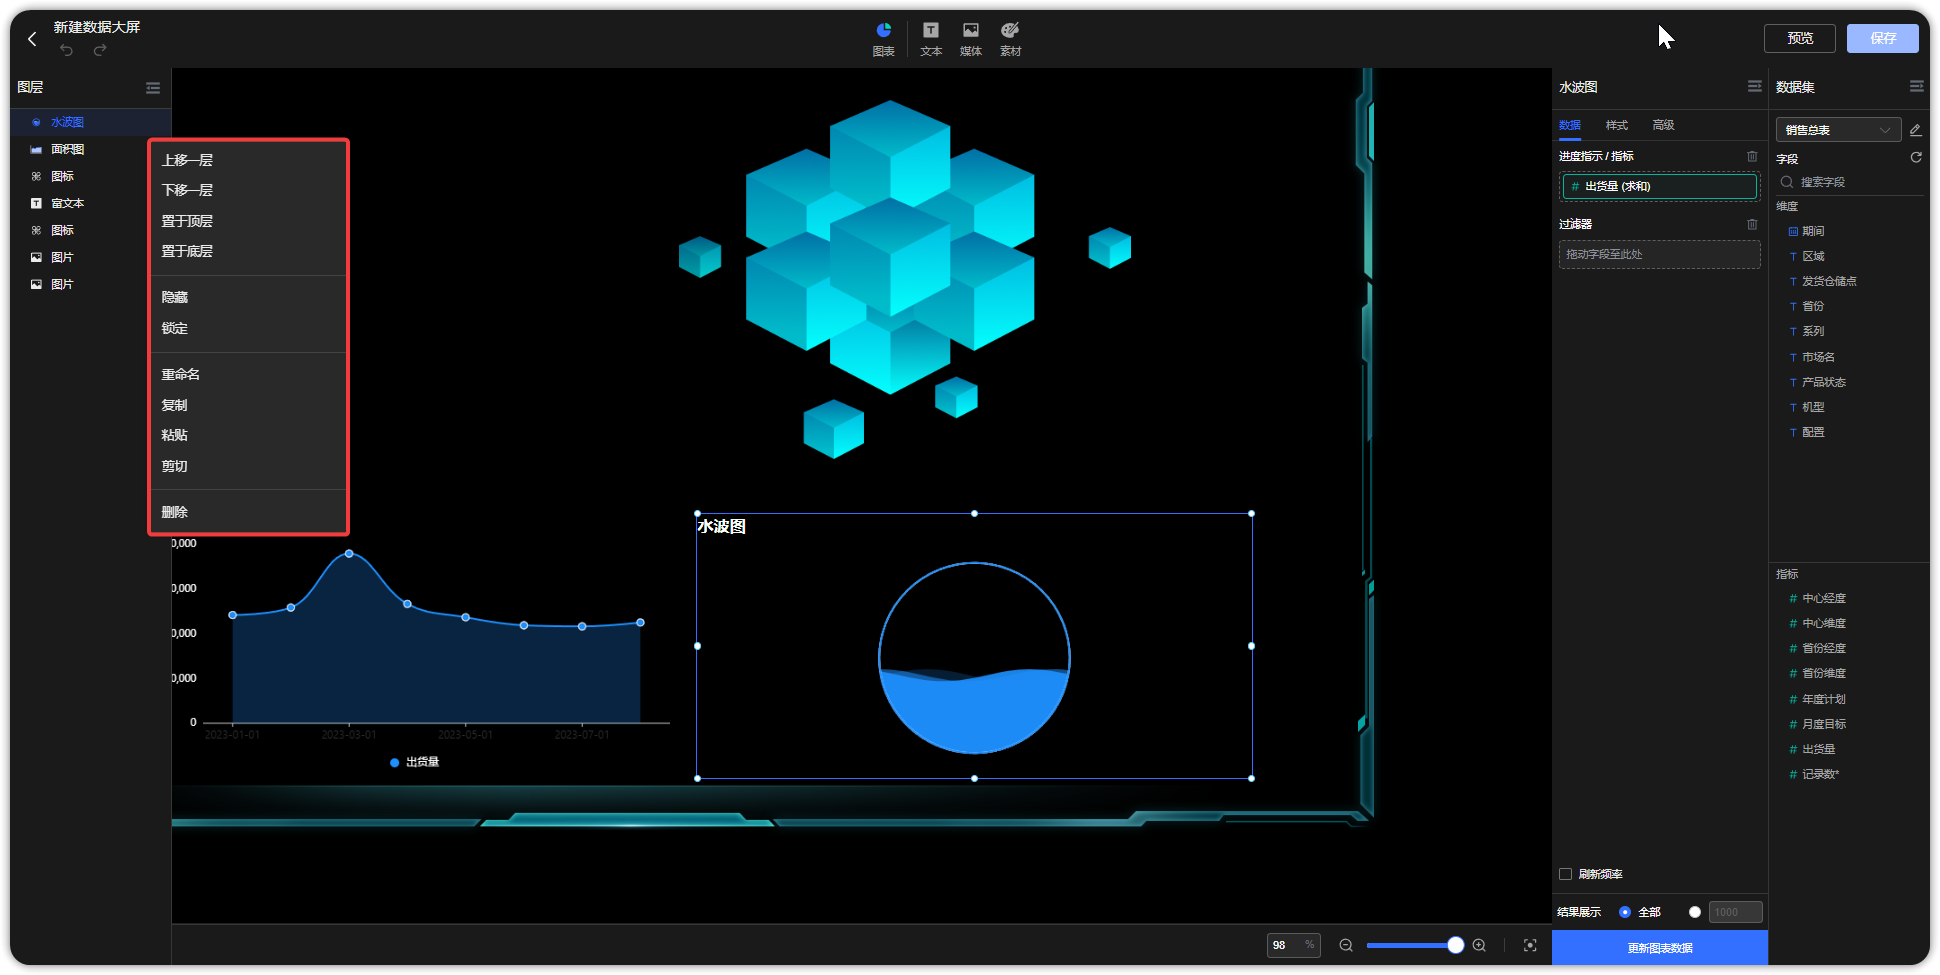 新建数据大屏
图表
文本
媒体
素材
预览
保存
图层
水波图
面积图
图标
富文本
图标
图片
图片
上移一层
下移一层
置于顶层
置于底层
隐藏
锁定
重命名
复制
粘贴
剪切
删除
0,000
0,000
0,000
0,000
0
2023-01-01
2023-03-01
2023-05-01
2023-07-01
出货量
水波图
98 %
水波图
数据 样式 高级
进度指示 / 指标
# 出货量 (求和)
过滤器
拖动字段至此处
刷新频率
结果展示 全部 1000
更新图表数据
数据集
销售总表
字段
搜索字段
维度
期间
T 区域
T 发货仓储点
T 省份
T 系列
T 市场名
T 产品状态
T 机型
T 配置
指标
# 中心经度
# 中心维度
# 省份经度
# 省份维度
# 年度计划
# 月度目标
# 出货量
# 记录数*